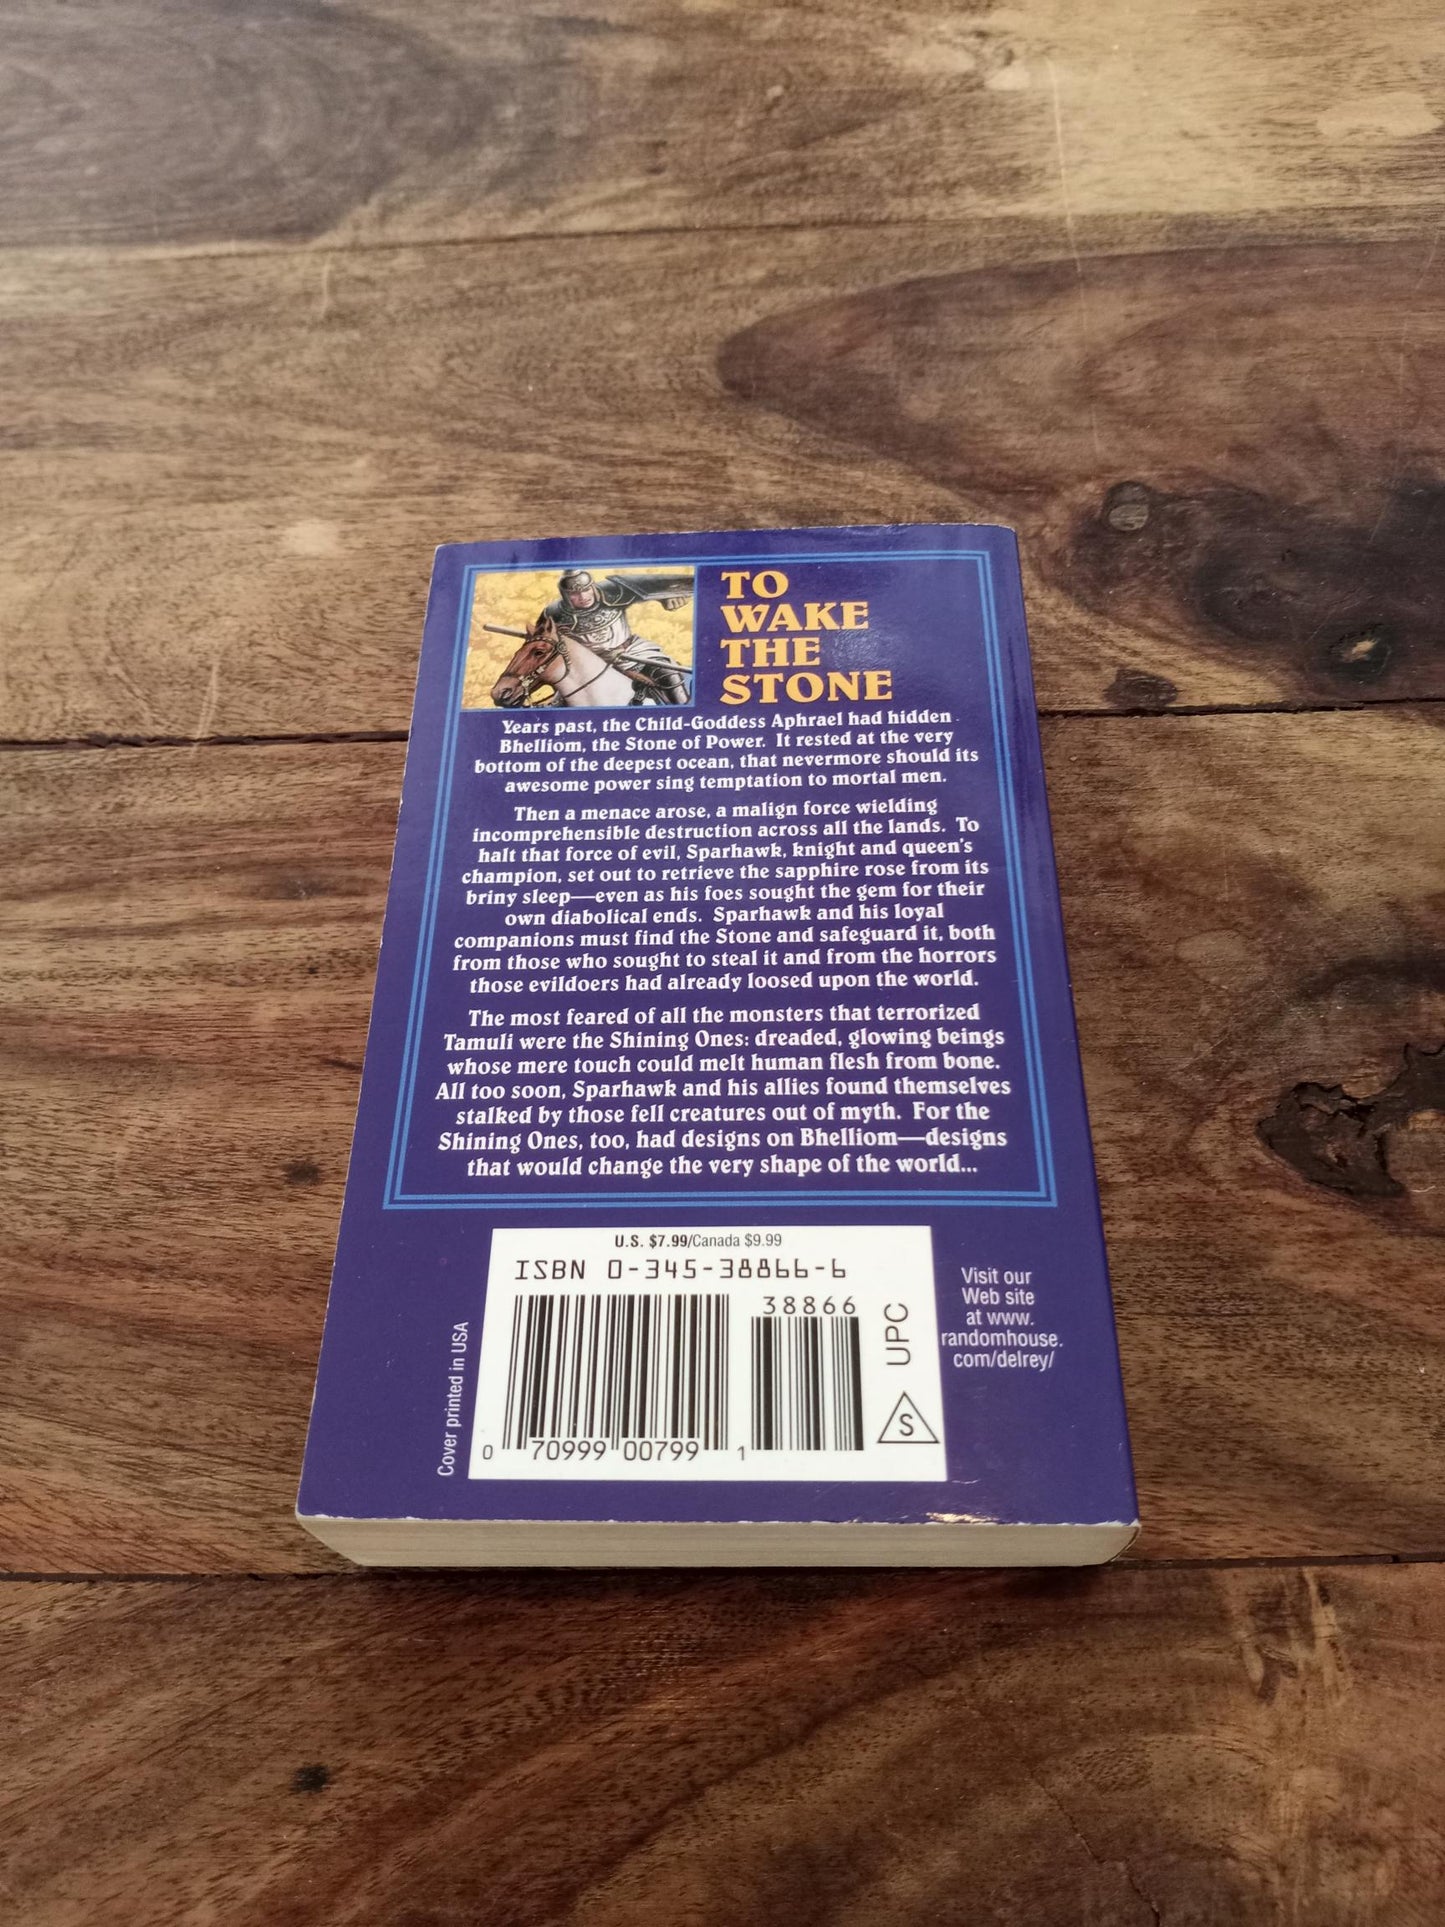 TO
WAKE
THE
STONE
Years past, the Child-Goddess Aphrael had hidden
Bhelliom, the Stone of Power. It rested at the very
bottom of the deepest ocean, that nevermore should its
awesome power sing temptation to mortal men.
Then a menace arose, a malign force wielding
incomprehensible destruction across all the lands. To
halt that force of evil, Sparhawk, knight and queen's
champion, set out to retrieve the sapphire rose from its
briny sleep—even as his foes sought the gem for their
own diabolical ends. Sparhawk and his loyal
companions must find the Stone and safeguard it, both
from those who sought to steal it and from the horrors
those evildoers had already loosed upon the world.
The most feared of all the monsters that terrorized
Tamuli were the Shining Ones: dreaded, glowing beings
whose mere touch could melt human flesh from bone.
All too soon, Sparhawk and his allies found themselves
stalked by those fell creatures out of myth. For the
Shining Ones, too, had designs on Bhelliom—designs
that would change the very shape of the world...
U.S. $7.99/Canada $9.99
ISBN 0-345-38866-6
38866
UPC
S
0 70999 00799 1
Cover printed in USA
Visit our
Web site
at www.
randomhouse.
com/delrey/